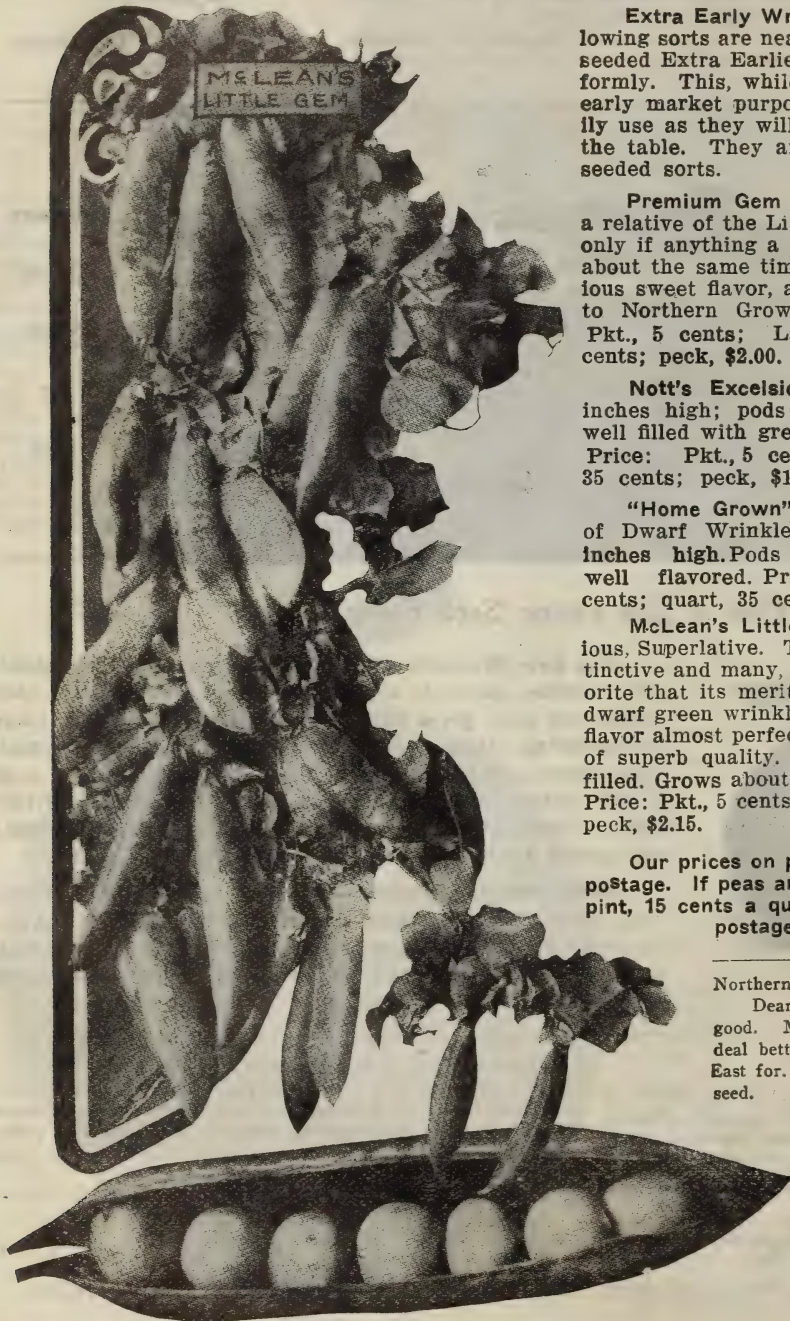 McLEAN'S
LITTLE GEM
Extra Early Wr
lowing sorts are nea
seeded Extra Earlie
formly. This, whil
early market purpo
ily use as they will
the table. They a
seeded sorts.
Premium Gem
a relative of the Li
only if anything a
about the same tim
ious sweet flavor, a
to Northern Grow
Pkt., 5 cents; L
cents; peck, $2.00.
Nott's Excelsi
inches high; pods
well filled with gre
Price: Pkt., 5 ce
35 cents; peck, $1
"Home Grown"
of Dwarf Wrinkle
inches high. Pods
well flavored. Pr
cents; quart, 35 ce
McLean's Littl
ious, Superlative. T
tinctive and many,
orite that its merit
dwarf green wrinkl
flavor almost perfec
of superb quality.
filled. Grows about
Price: Pkt., 5 cents
peck, $2.15.
Our prices on p
postage. If peas a
pint, 15 cents a qu
postage
Northern
Dear
good. M
deal bett
East for.
seed.